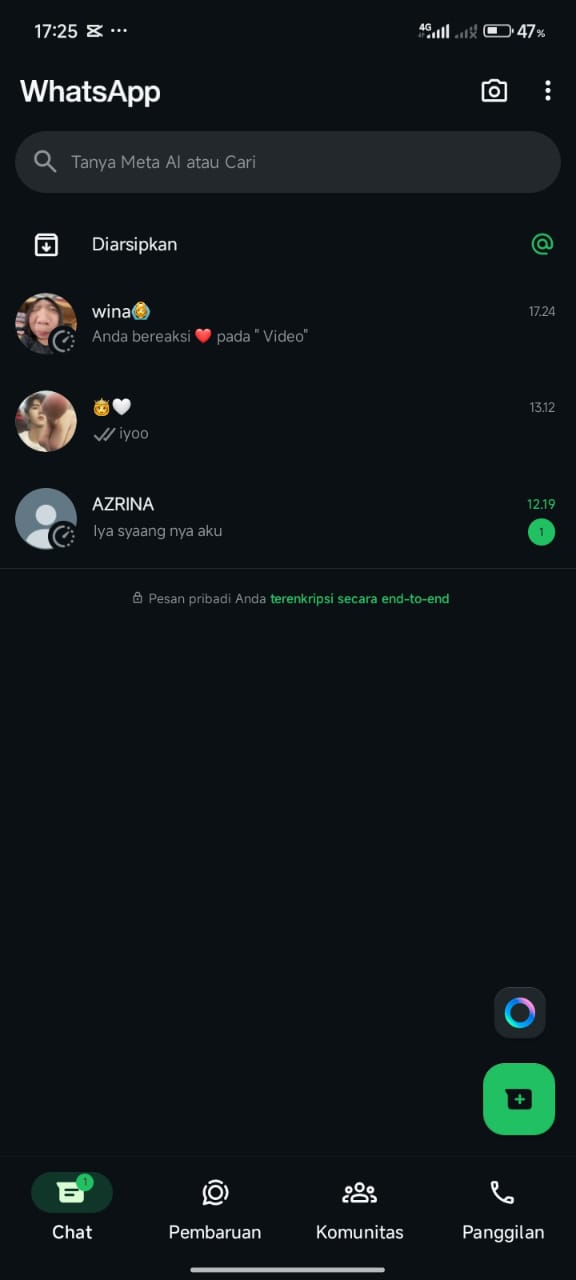 17:25 ... 4G 47%
WhatsApp
Tanya Meta AI atau Cari
Diarsipkan @
wina👸 17.24
Anda bereaksi ❤️ pada " Video"
👸🤍 13.12
iyoo
AZRINA 12.19
Iya syaang nya aku 1
Pesan pribadi Anda terenkripsi secara end-to-end
1
Chat Pembaruan Komunitas Panggilan